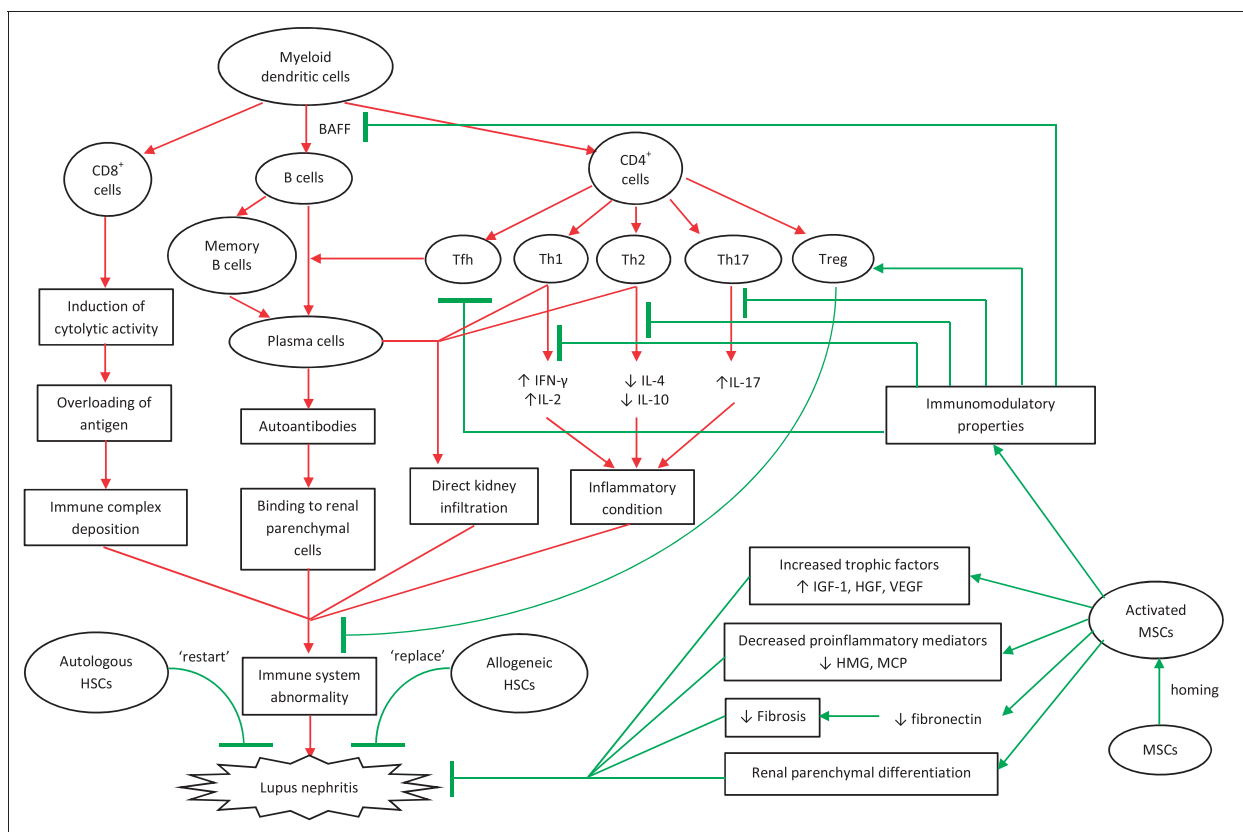 Myeloid
dendritic cells
BAFF
CD8⁺
cells
B cells
CD4⁺
cells
Memory
B cells
Tfh
Th1
Th2
Th17
Treg
Induction of
cytolytic activity
Plasma cells
↑ IFN-γ
↑IL-2
↓ IL-4
↓ IL-10
↑IL-17
Overloading of
antigen
Autoantibodies
Immunomodulatory
properties
Immune complex
deposition
Binding to renal
parenchymal
cells
Direct kidney
infiltration
Inflammatory
condition
Increased trophic factors
↑ IGF-1, HGF, VEGF
Activated
MSCs
Decreased proinflammatory mediators
↓ HMG, MCP
Autologous
HSCs
'restart'
Immune system
abnormality
'replace'
Allogeneic
HSCs
homing
↓ Fibrosis
↓ fibronectin
MSCs
Renal parenchymal differentiation
Lupus nephritis